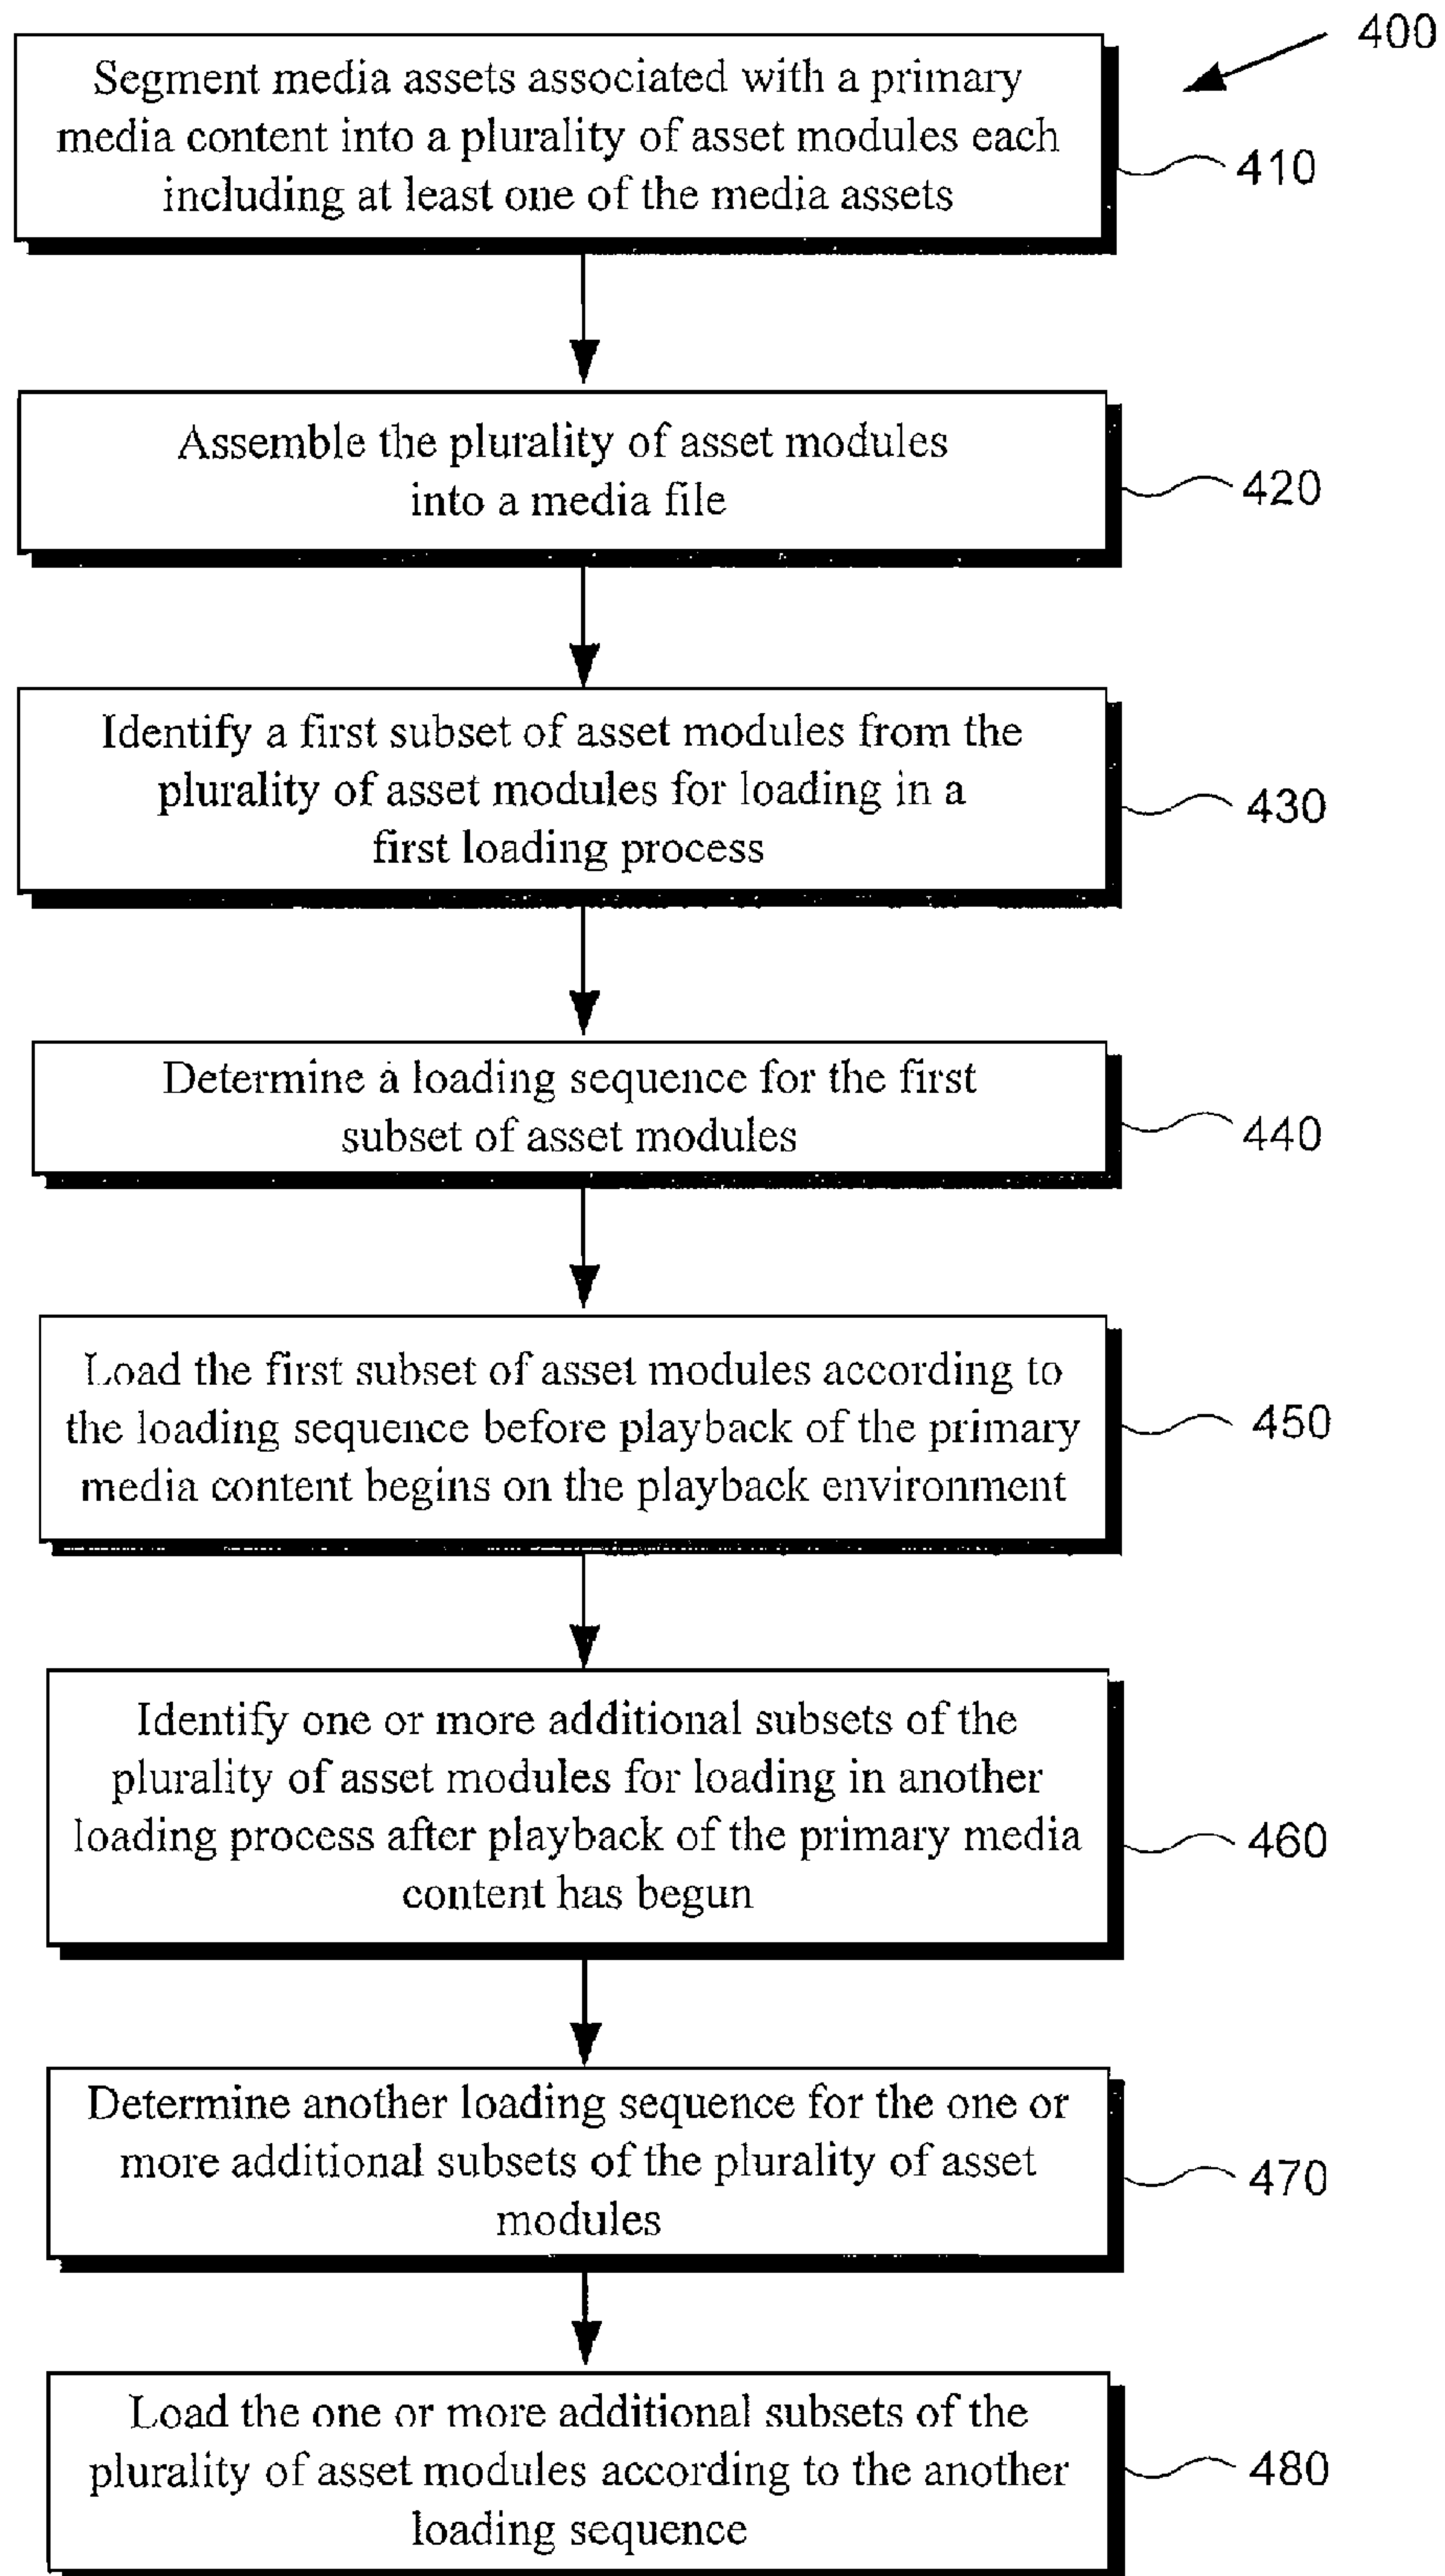 400
Segment media assets associated with a primary
media content into a plurality of asset modules each
including at least one of the media assets
410
Assemble the plurality of asset modules
into a media file
420
Identify a first subset of asset modules from the
plurality of asset modules for loading in a
first loading process
430
Determine a loading sequence for the first
subset of asset modules
440
Load the first subset of asset modules according to
the loading sequence before playback of the primary
media content begins on the playback environment
450
Identify one or more additional subsets of the
plurality of asset modules for loading in another
loading process after playback of the primary media
content has begun
460
Determine another loading sequence for the one or
more additional subsets of the plurality of asset
modules
470
Load the one or more additional subsets of the
plurality of asset modules according to the another
loading sequence
480